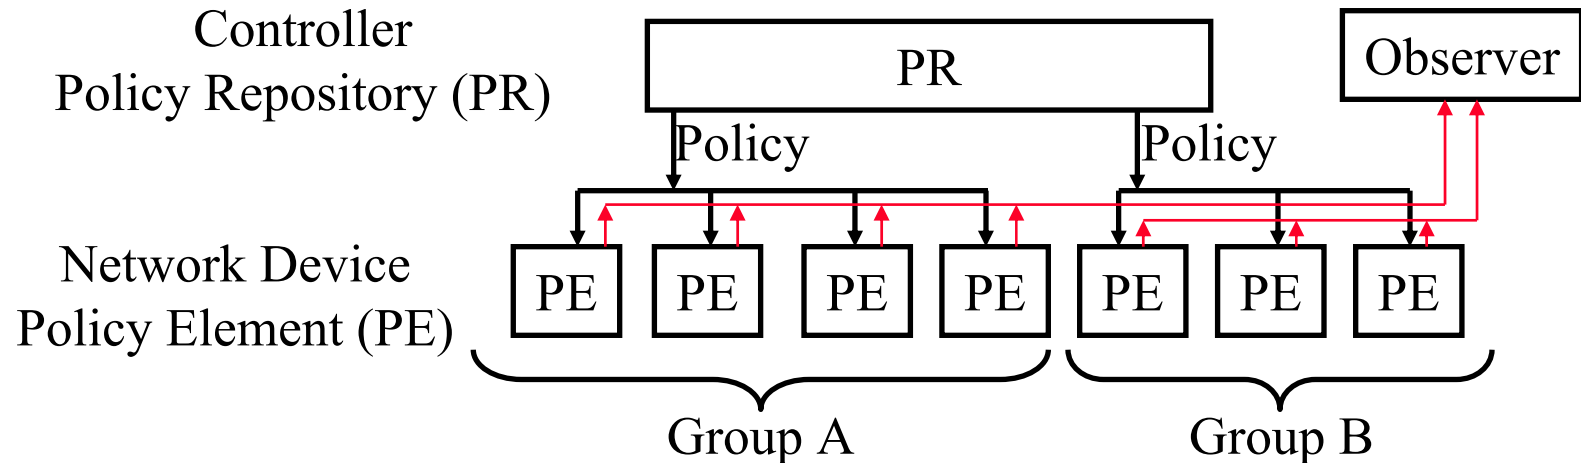 Controller
Policy Repository (PR)
PR
Observer
Policy
Policy
Network Device
Policy Element (PE)
PE
PE
PE
PE
PE
PE
PE
Group A
Group B